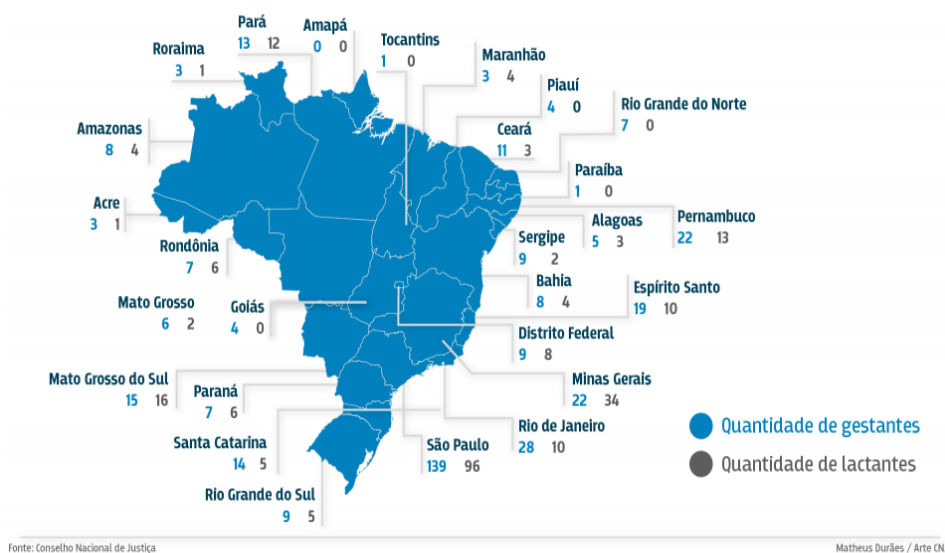 Pará
13 12
Amapá
0 0
Tocantins
1 0
Roraima
3 1
Maranhão
3 4
Piauí
4 0
Rio Grande do Norte
7 0
Amazonas
8 4
Ceará
11 3
Paraíba
1 0
Acre
3 1
Alagoas
5 3
Pernambuco
22 13
Rondônia
7 6
Sergipe
9 2
Bahia
8 4
Espírito Santo
19 10
Mato Grosso
6 2
Goiás
4 0
Distrito Federal
9 8
Mato Grosso do Sul
15 16
Paraná
7 6
Minas Gerais
22 34
Rio de Janeiro
28 10
Santa Catarina
14 5
São Paulo
139 96
Rio Grande do Sul
9 5
Quantidade de gestantes
Quantidade de lactantes
Fonte: Conselho Nacional de Justiça
Matheus Durães / Arte CN